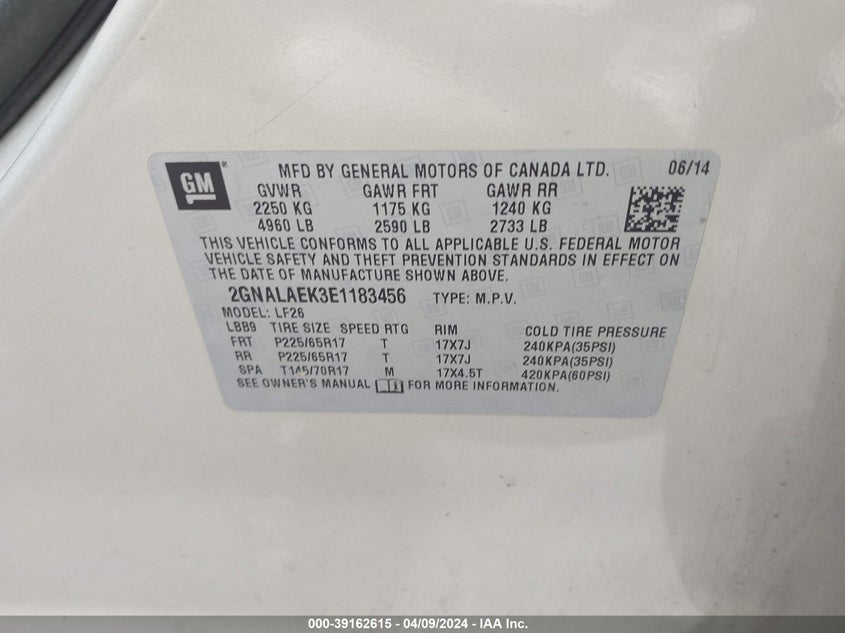 GM
MFD BY GENERAL MOTORS OF CANADA LTD. 06/14
GVWR GAWR FRT GAWR RR
2250 KG 1175 KG 1240 KG
4960 LB 2590 LB 2733 LB
THIS VEHICLE CONFORMS TO ALL APPLICABLE U.S. FEDERAL MOTOR
VEHICLE SAFETY AND THEFT PREVENTION STANDARDS IN EFFECT ON
THE DATE OF MANUFACTURE SHOWN ABOVE.
2GNALAEK3E1183456 TYPE: M.P.V.
MODEL: LF26
LBB9 TIRE SIZE SPEED RTG RIM COLD TIRE PRESSURE
FRT P225/65R17 T 17X7J 240KPA(35PSI)
RR P225/65R17 T 17X7J 240KPA(35PSI)
SPA T145/70R17 M 17X4.5T 420KPA(60PSI)
SEE OWNER'S MANUAL FOR MORE INFORMATION.
000-39162615 - 04/09/2024 - IAA Inc.